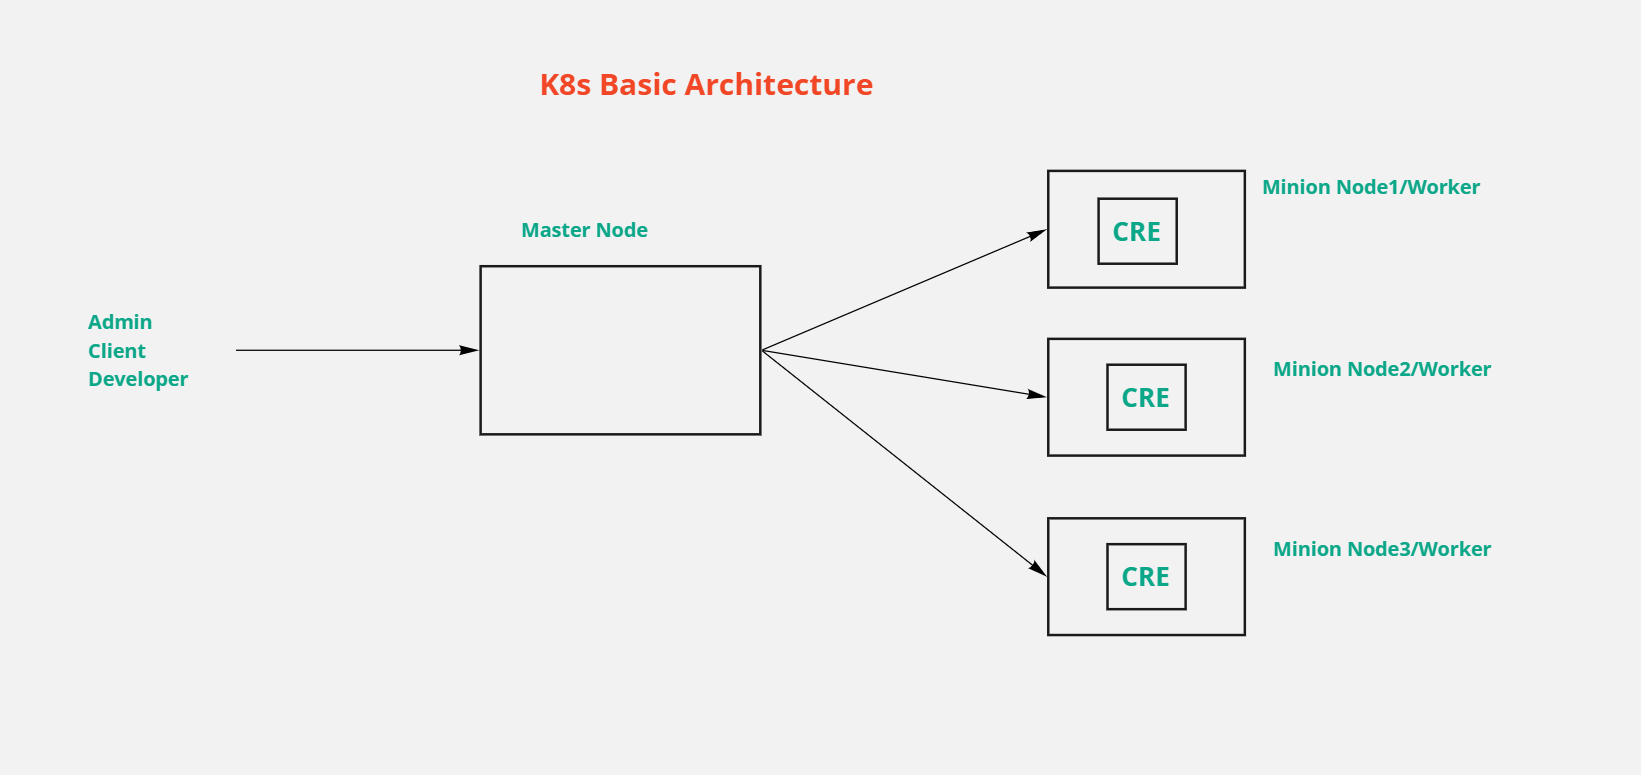 K8s Basic Architecture
Master Node
Admin
Client
Developer
Minion Node1/Worker
CRE
Minion Node2/Worker
CRE
Minion Node3/Worker
CRE